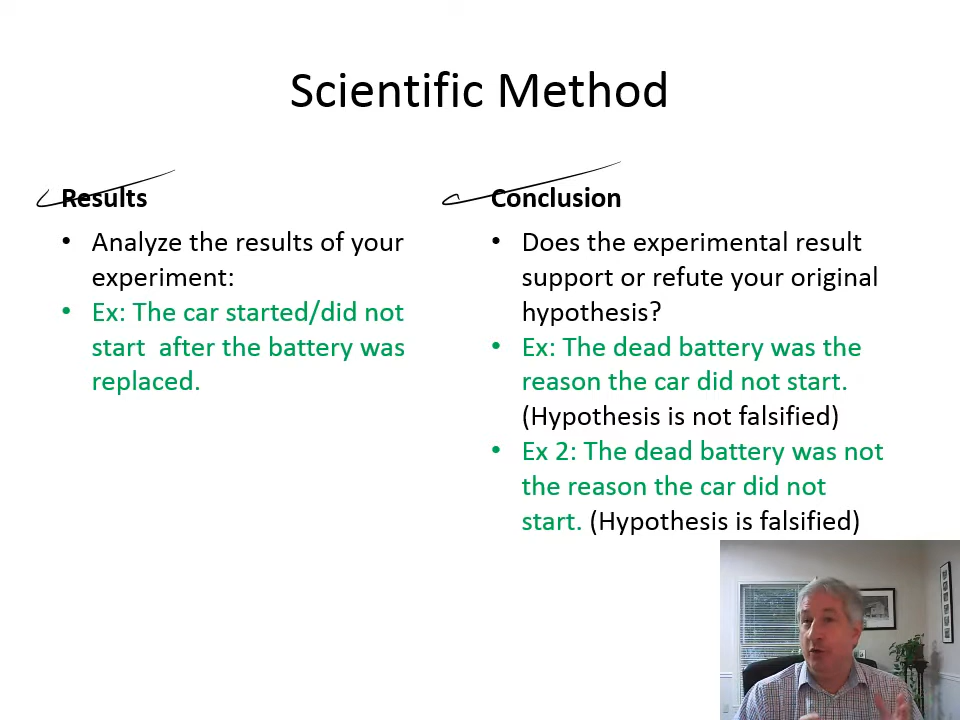 Scientific Method
Results
• Analyze the results of your
experiment:
• Ex: The car started/did not
start  after the battery was
replaced.
Conclusion
• Does the experimental result
support or refute your original
hypothesis?
• Ex: The dead battery was the
reason the car did not start.
(Hypothesis is not falsified)
• Ex 2: The dead battery was not
the reason the car did not
start. (Hypothesis is falsified)